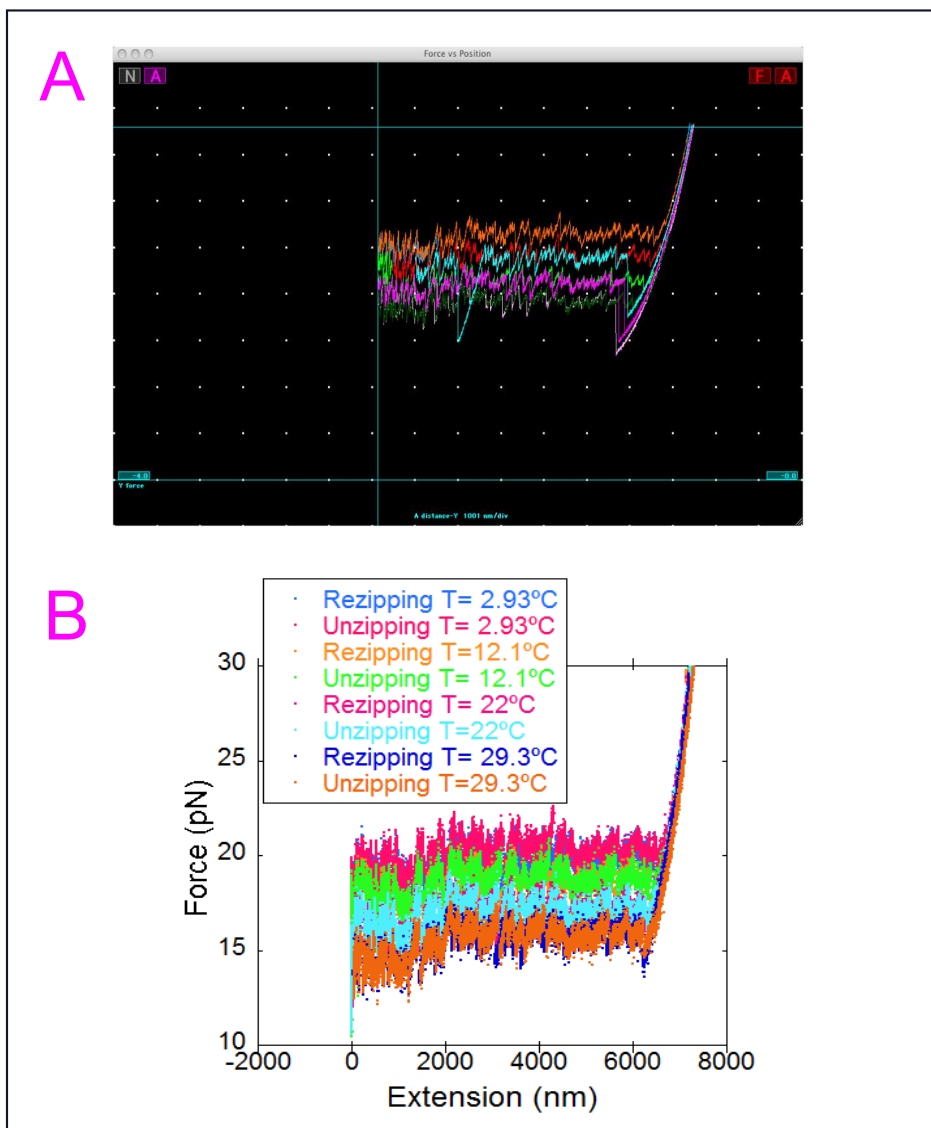 A
Force vs Position
N A
F A
-4.0
-0.0
Y force
A distance-Y 1001 nm/div
B
Rezipping T= 2.93ºC
Unzipping T= 2.93ºC
Rezipping T=12.1ºC
Unzipping T= 12.1ºC
Rezipping T= 22ºC
Unzipping T=22ºC
Rezipping T= 29.3ºC
Unzipping T=29.3ºC
30
25
20
15
10
Force (pN)
-2000 0 2000 4000 6000 8000
Extension (nm)